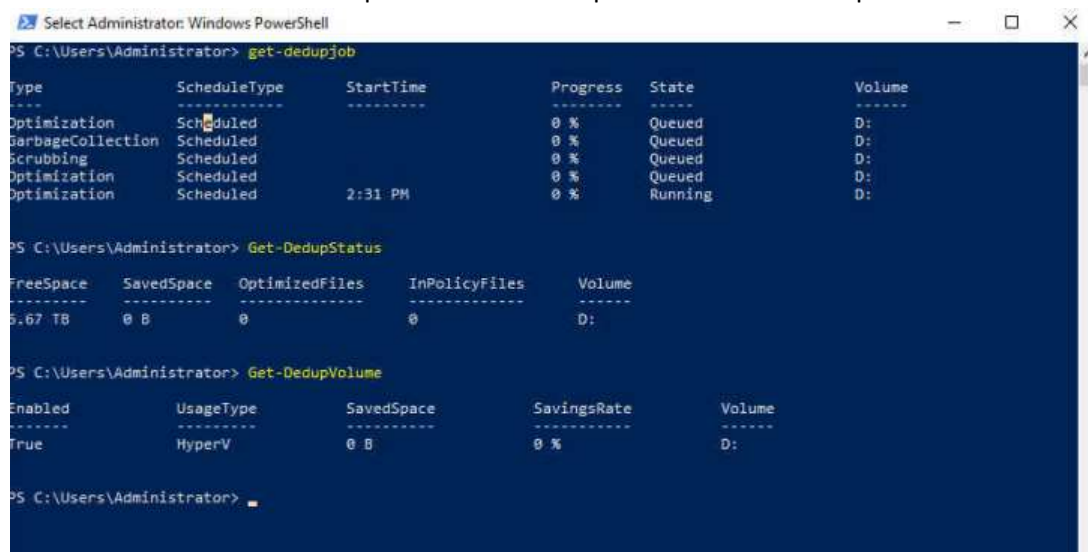 Select Administrator: Windows PowerShell
PS C:\Users\Administrator> get-dedupjob
Type ScheduleType StartTime Progress State Volume
---- ------------ --------- -------- ----- ------
Optimization Scheduled 0 % Queued D:
GarbageCollection Scheduled 0 % Queued D:
Scrubbing Scheduled 0 % Queued D:
Optimization Scheduled 0 % Queued D:
Optimization Scheduled 2:31 PM 0 % Running D:
PS C:\Users\Administrator> Get-DedupStatus
FreeSpace SavedSpace OptimizedFiles InPolicyFiles Volume
--------- ---------- -------------- ------------- ------
5.67 TB 0 B 0 0 D:
PS C:\Users\Administrator> Get-DedupVolume
Enabled UsageType SavedSpace SavingsRate Volume
------- --------- ---------- ----------- ------
True HyperV 0 B 0 % D:
PS C:\Users\Administrator>